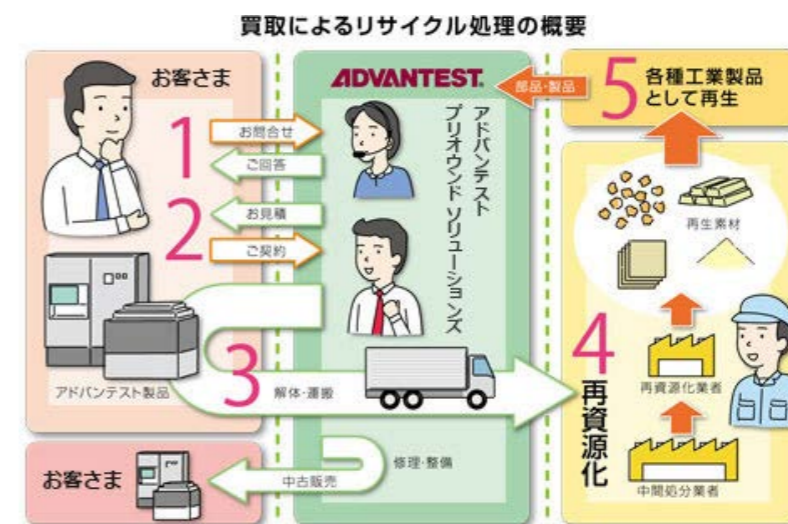 買取によるリサイクル処理の概要
お客さま
ADVANTEST
アドバンテスト
プリオウンド ソリューションズ
1
お問合せ
ご回答
2
お見積
ご契約
アドバンテスト製品
3
解体・運搬
4
再資源化
中間処分業者
再資源化業者
再生素材
5
各種工業製品
として再生
部品・製品
修理・整備
中古販売
お客さま